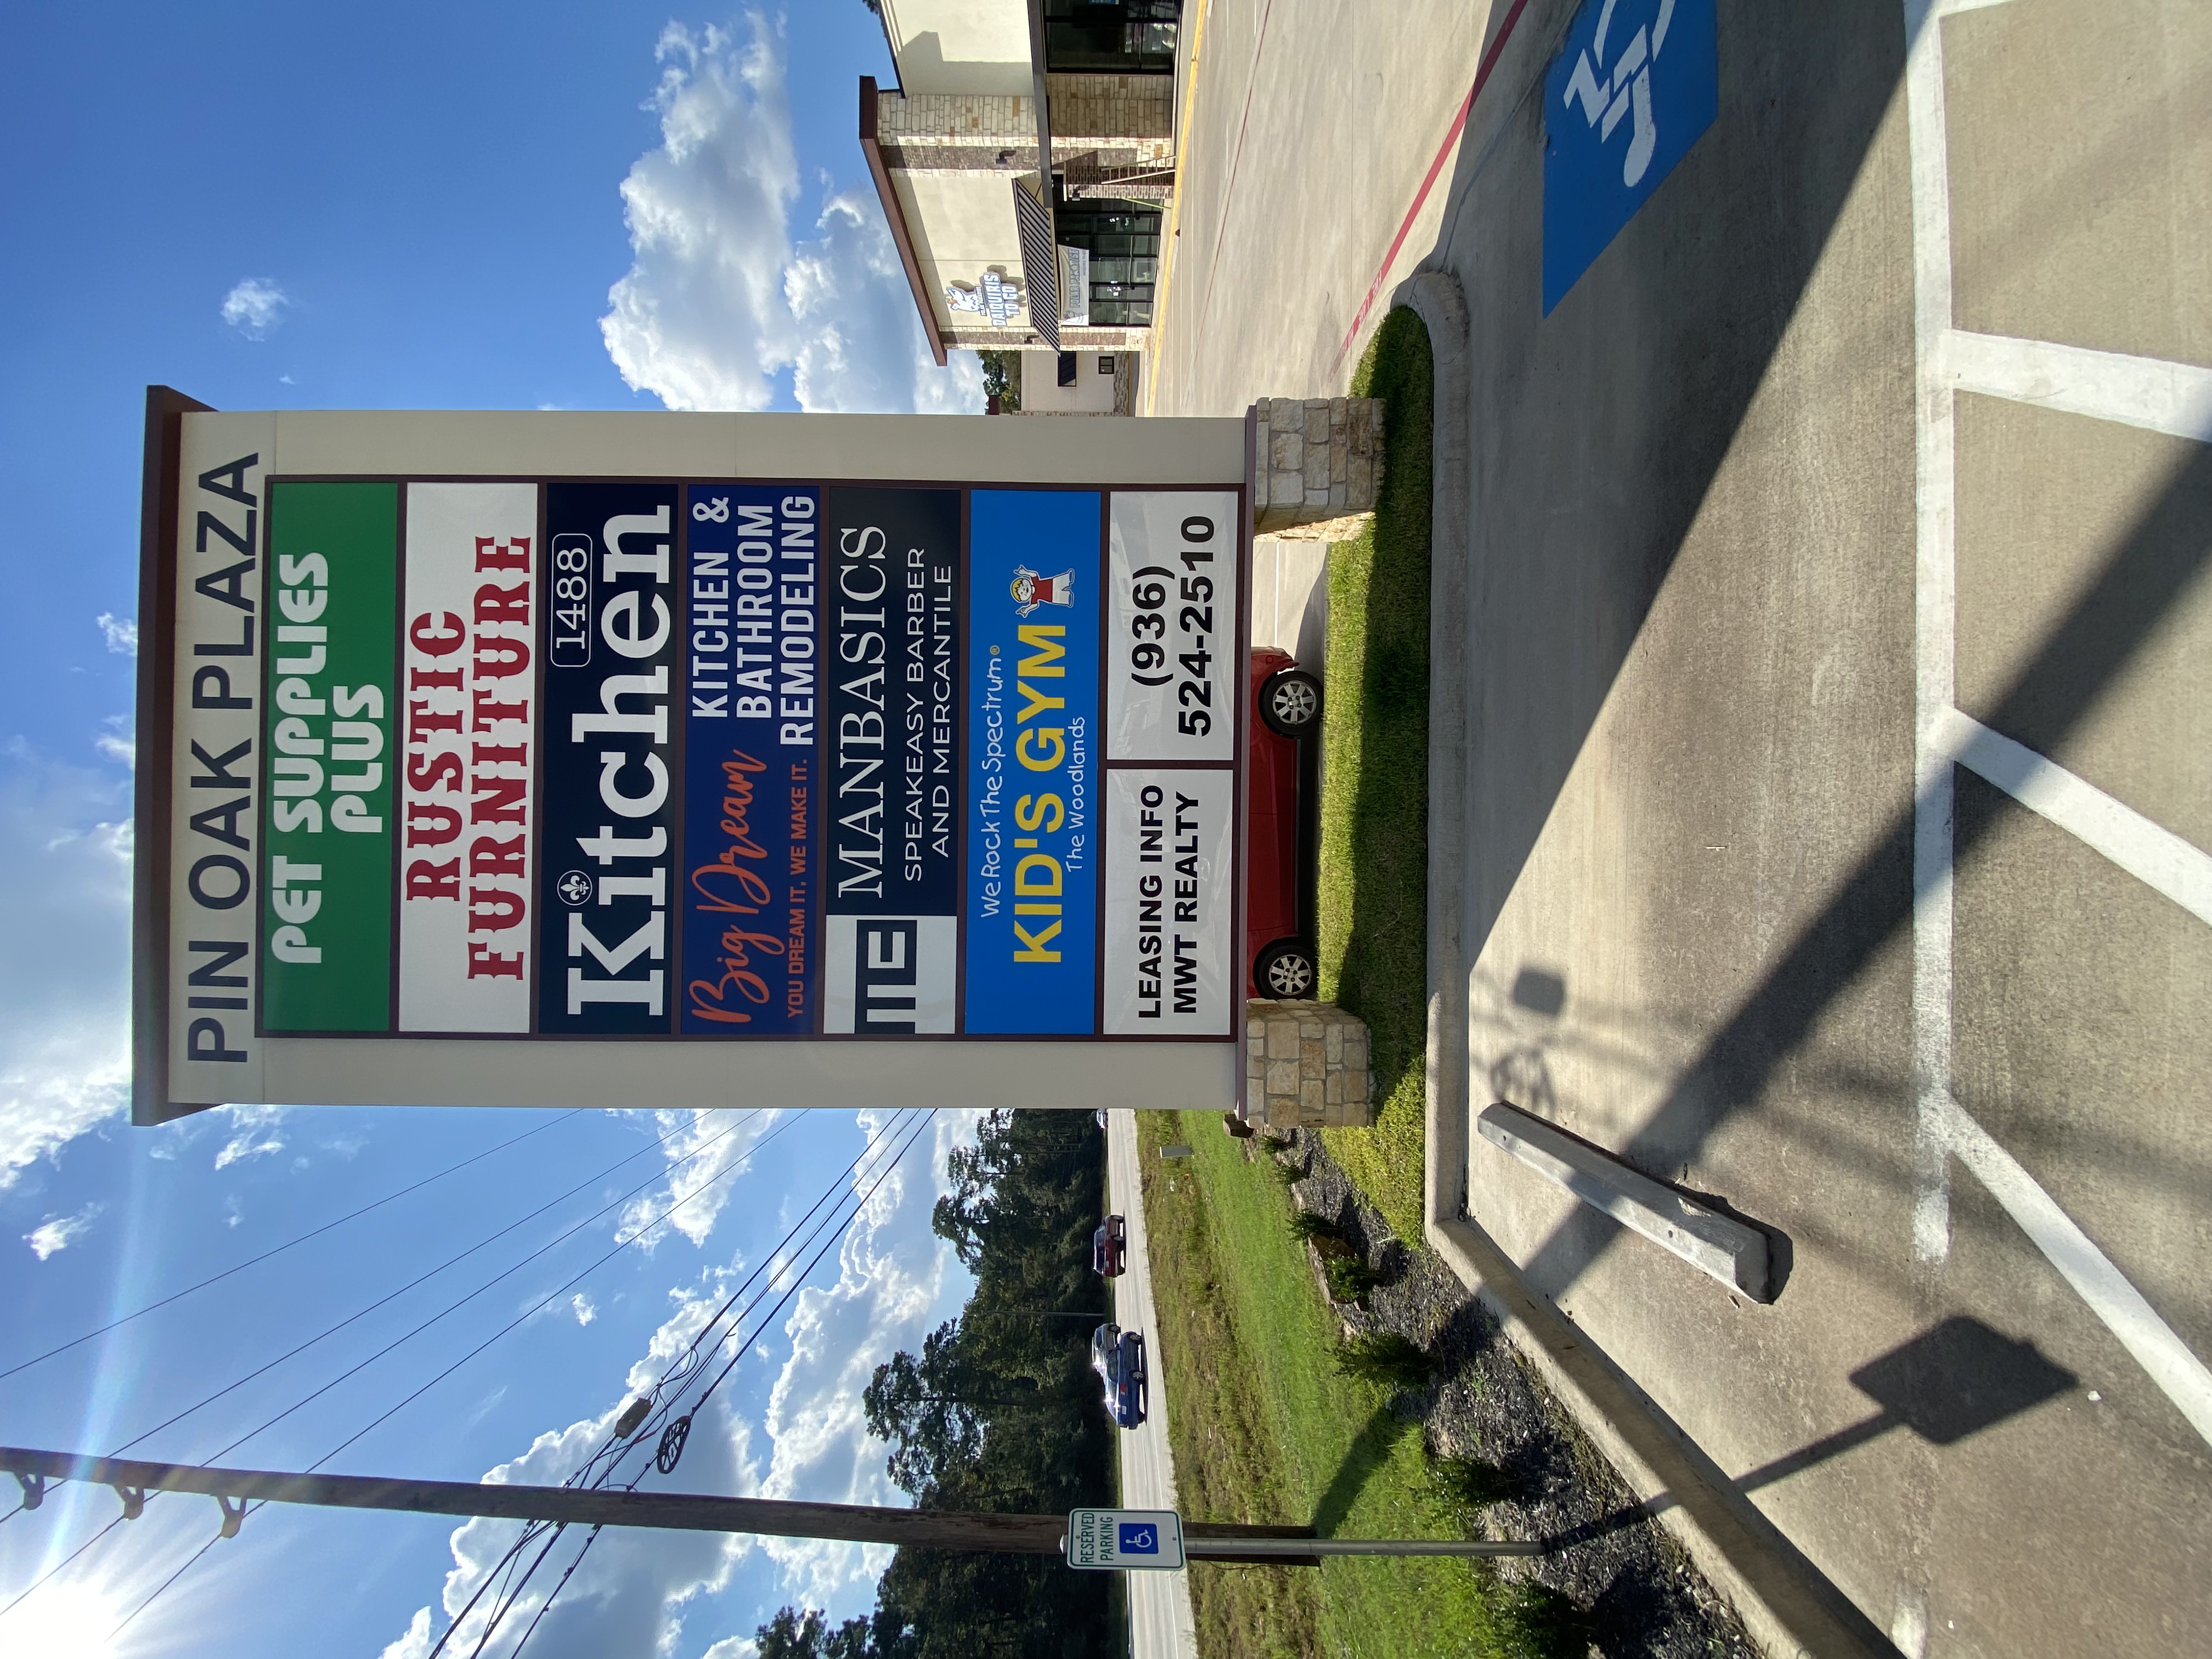 PIN OAK PLAZA
PET SUPPLIES
PLUS
RUSTIC
FURNITURE
Kitchen 1488
Big Dream
YOU DREAM IT, WE MAKE IT.
KITCHEN &
BATHROOM
REMODELING
MANBASICS
SPEAKEASY BARBER
AND MERCANTILE
We Rock The Spectrum®
KID'S GYM
The Woodlands
LEASING INFO
MWT REALTY
(936)
524-2510
RESERVED
PARKING
DAIQUIRIS
TO GO